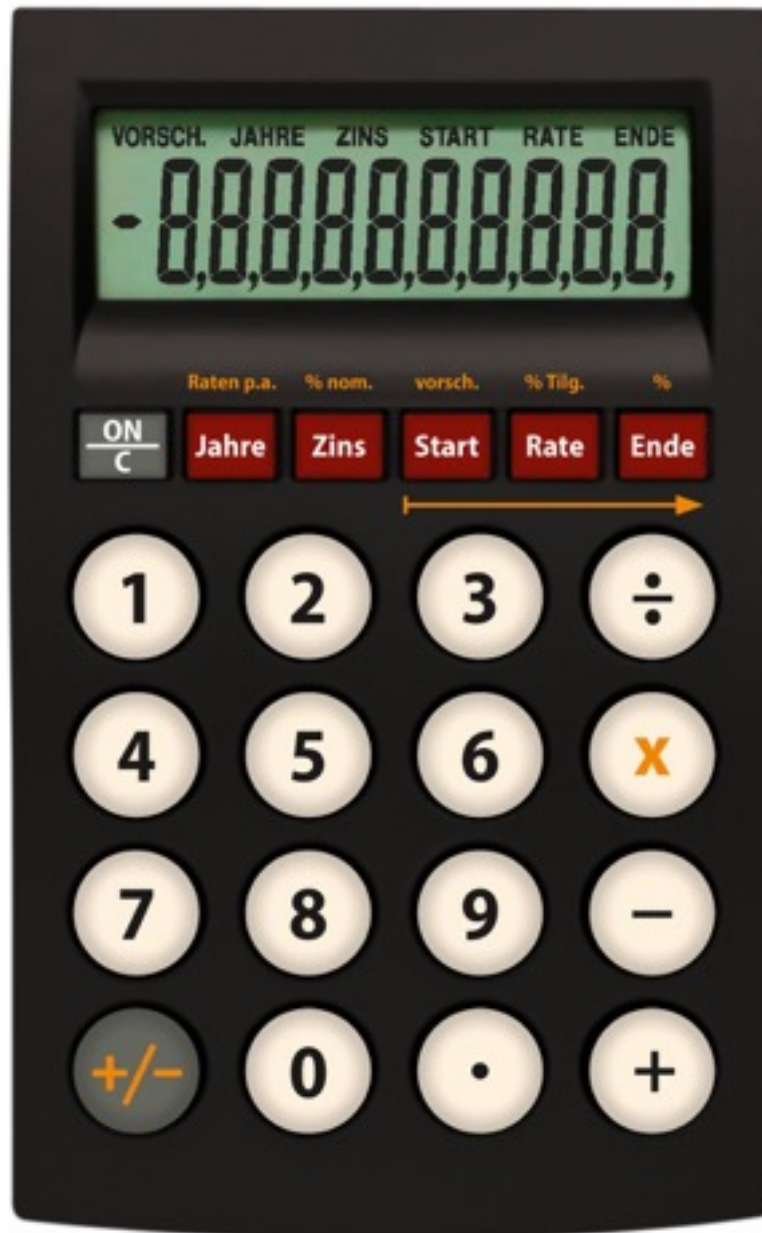 VORSCH. JAHRE ZINS START RATE ENDE
-8,8,8,8,8,8,8,8,8,8,
Raten p.a. % nom. vorsch. % Tilg. %
ON
C Jahre Zins Start Rate Ende
1 2 3 ÷
4 5 6 x
7 8 9 −
+/− 0 . +